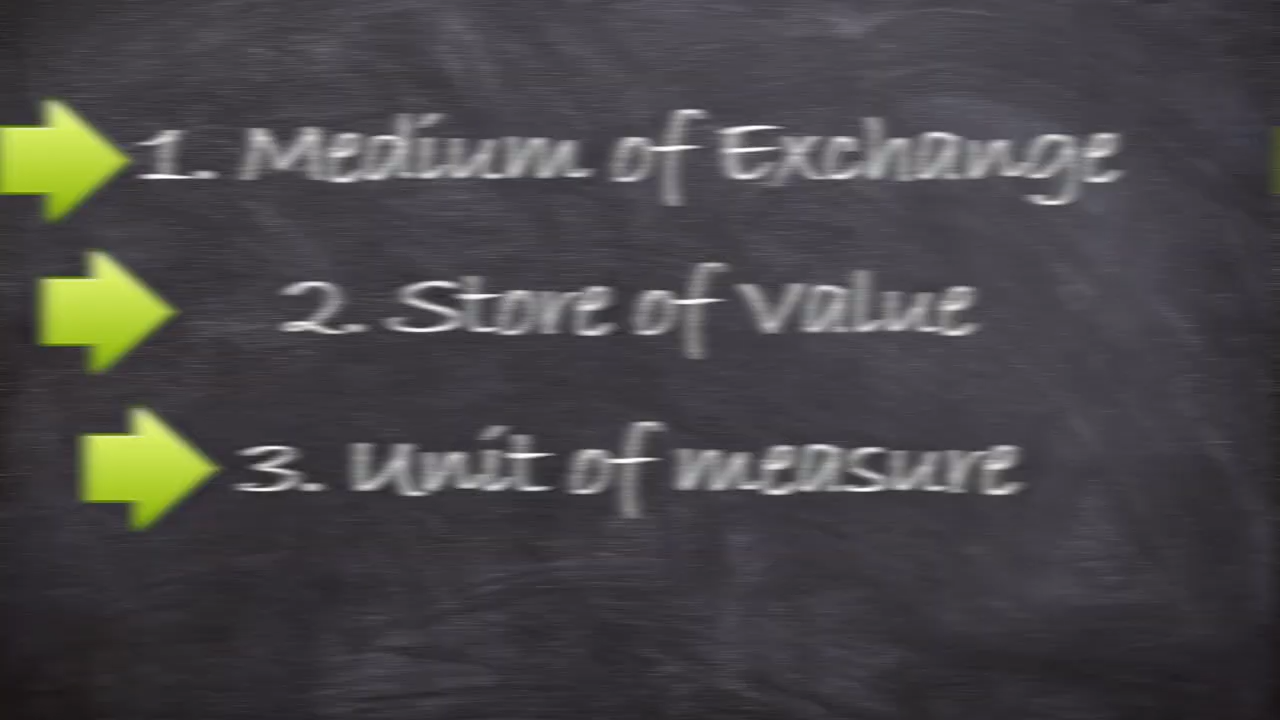 1. Medium of Exchange
2. Store of Value
3. Unit of measure